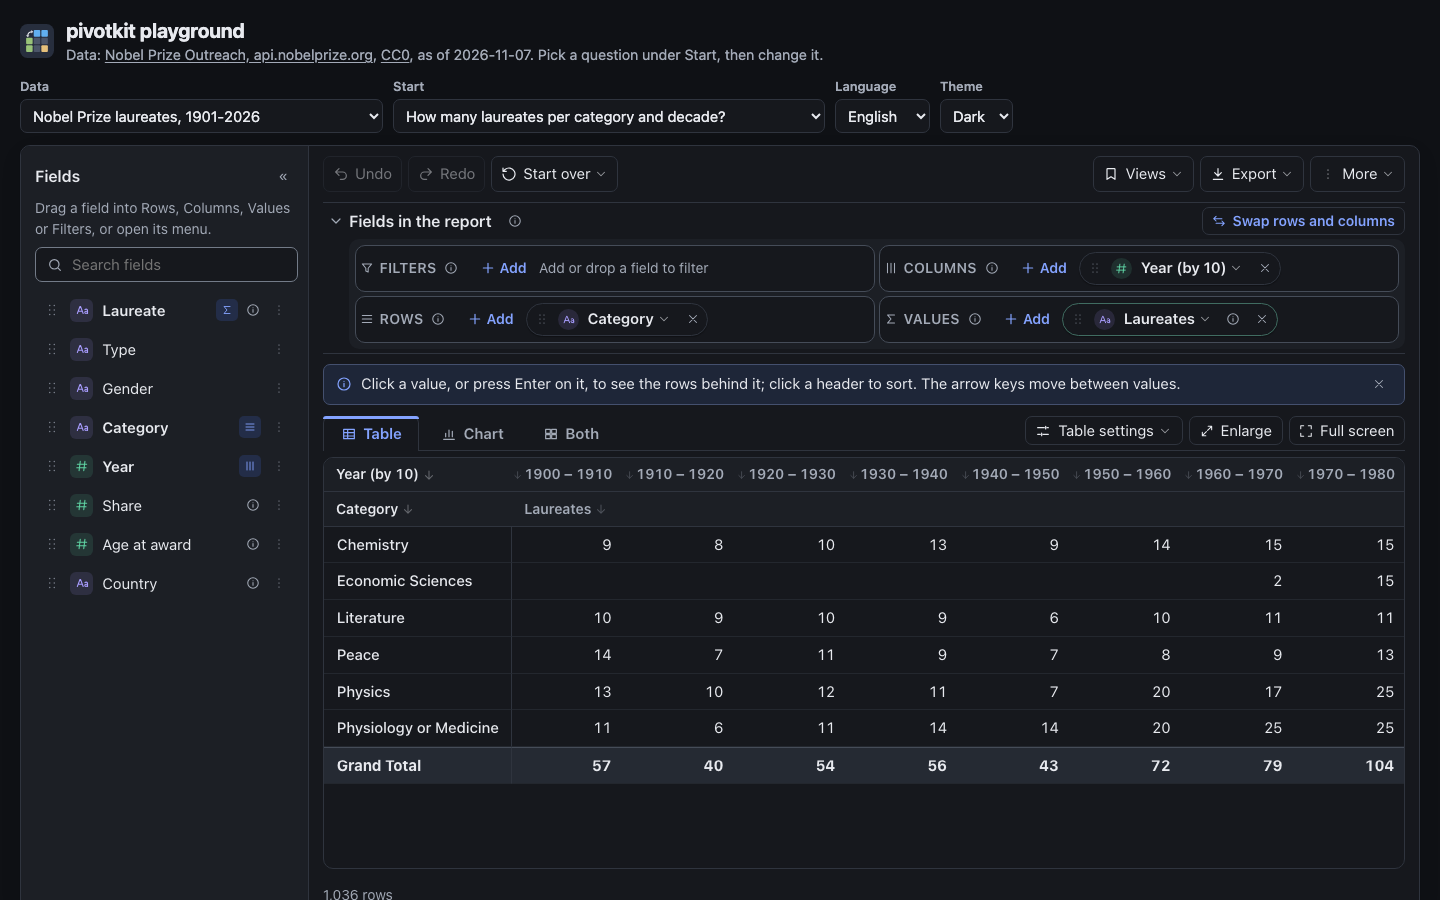 pivotkit playground
Data: Nobel Prize Outreach, api.nobelprize.org, CC0, as of 2026-11-07. Pick a question under Start, then change it.
Data Start Language Theme
Nobel Prize laureates, 1901-2026 How many laureates per category and decade? English Dark
Fields «
Drag a field into Rows, Columns, Values
or Filters, or open its menu.
Search fields
Aa Laureate Σ
Aa Type
Aa Gender
Aa Category
# Year
# Share
# Age at award
Aa Country
Undo Redo Start over Views Export More
Fields in the report Swap rows and columns
FILTERS + Add Add or drop a field to filter
COLUMNS + Add # Year (by 10) ×
ROWS + Add Aa Category ×
Σ VALUES + Add Aa Laureates ×
Click a value, or press Enter on it, to see the rows behind it; click a header to sort. The arrow keys move between values. ×
Table Chart Both Table settings Enlarge Full screen
Year (by 10) ↓ ↓ 1900 – 1910 ↓ 1910 – 1920 ↓ 1920 – 1930 ↓ 1930 – 1940 ↓ 1940 – 1950 ↓ 1950 – 1960 ↓ 1960 – 1970 ↓ 1970 – 1980
Category ↓ Laureates ↓
Chemistry 9 8 10 13 9 14 15 15
Economic Sciences 2 15
Literature 10 9 10 9 6 10 11 11
Peace 14 7 11 9 7 8 9 13
Physics 13 10 12 11 7 20 17 25
Physiology or Medicine 11 6 11 14 14 20 25 25
Grand Total 57 40 54 56 43 72 79 104
1,036 rows